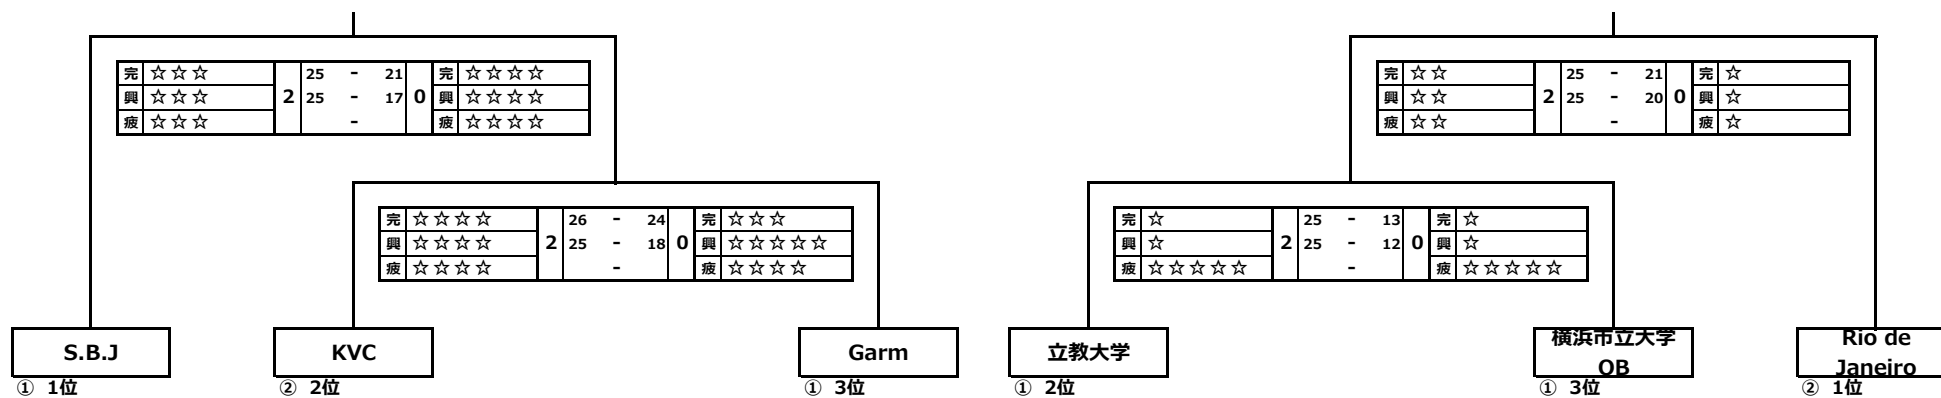 完 ☆☆☆ 2 25 - 21 0 完 ☆☆☆☆
興 ☆☆☆ 25 - 17 興 ☆☆☆☆
疲 ☆☆☆ - 疲 ☆☆☆☆
完 ☆☆ 2 25 - 21 0 完 ☆
興 ☆☆ 25 - 20 興 ☆
疲 ☆☆ - 疲 ☆
完 ☆☆☆☆ 2 26 - 24 0 完 ☆☆☆
興 ☆☆☆☆ 25 - 18 興 ☆☆☆☆☆
疲 ☆☆☆☆ - 疲 ☆☆☆☆
完 ☆ 2 25 - 13 0 完 ☆
興 ☆ 25 - 12 興 ☆
疲 ☆☆☆☆☆ - 疲 ☆☆☆☆☆
S.B.J
① 1位
KVC
② 2位
Garm
① 3位
立教大学
① 2位
横浜市立大学
OB
① 3位
Rio de
Janeiro
② 1位